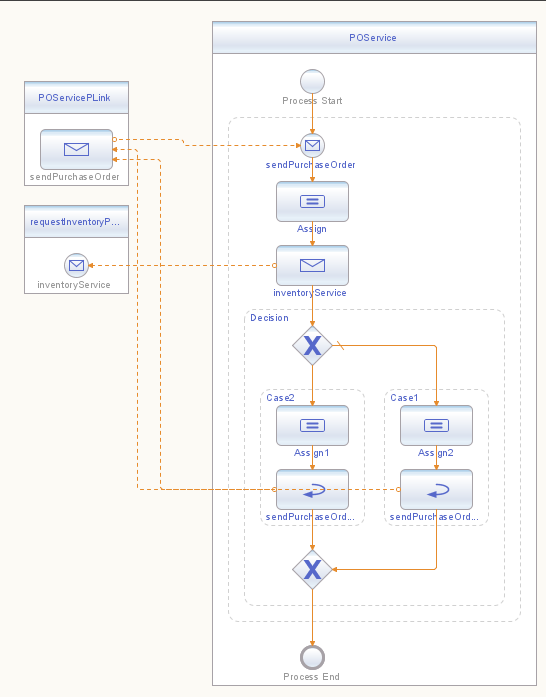 POService
POServicePLink
sendPurchaseOrder
requestInventoryP...
inventoryService
Process Start
sendPurchaseOrder
Assign
inventoryService
Decision
Case2
Case1
Assign1
Assign2
sendPurchaseOrd...
sendPurchaseOrd...
Process End